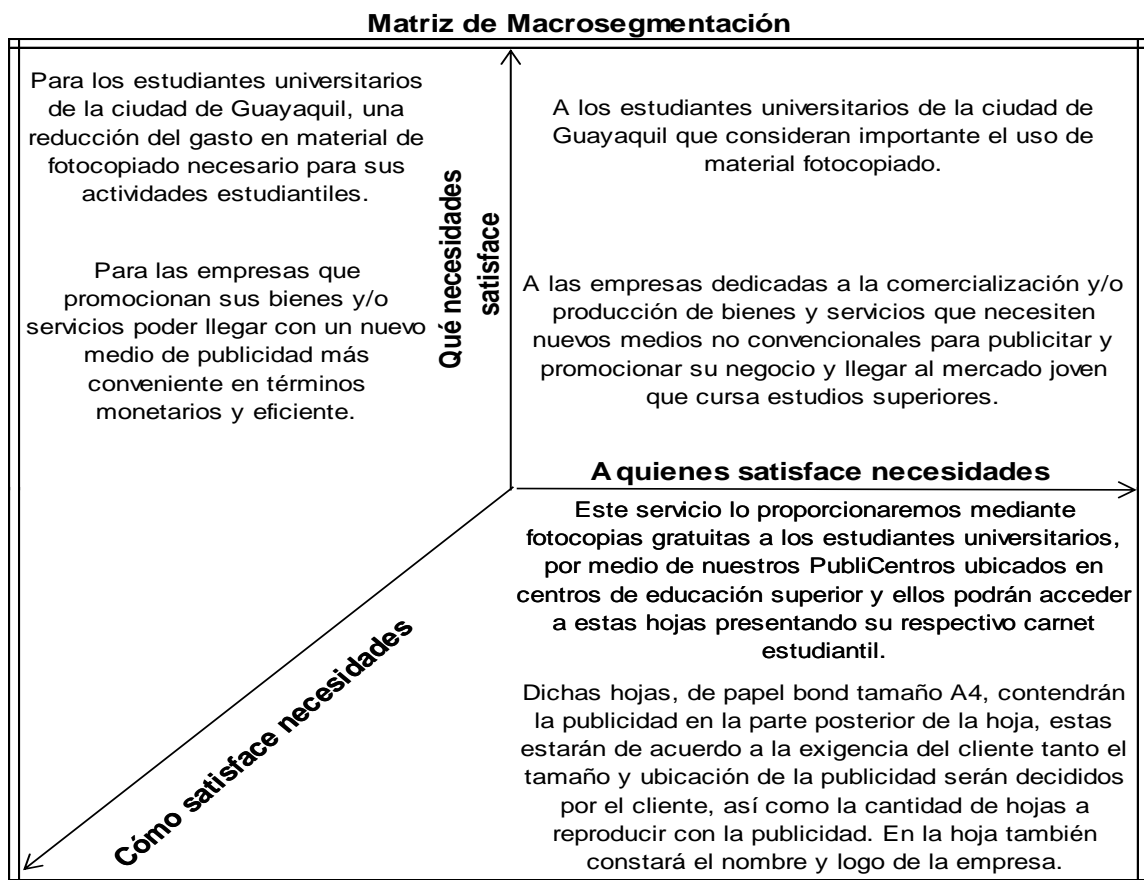 Matriz de Macrosegmentación
Para los estudiantes universitarios
de la ciudad de Guayaquil, una
reducción del gasto en material de
fotocopiado necesario para sus
actividades estudiantiles.
Para las empresas que
promocionan sus bienes y/o
servicios poder llegar con un nuevo
medio de publicidad más
conveniente en términos
monetarios y eficiente.
Qué necesidades
satisface
A los estudiantes universitarios de la ciudad de
Guayaquil que consideran importante el uso de
material fotocopiado.
A las empresas dedicadas a la comercialización y/o
producción de bienes y servicios que necesiten
nuevos medios no convencionales para publicitar y
promocionar su negocio y llegar al mercado joven
que cursa estudios superiores.
A quienes satisface necesidades
Este servicio lo proporcionaremos mediante
fotocopias gratuitas a los estudiantes universitarios,
por medio de nuestros PubliCentros ubicados en
centros de educación superior y ellos podrán acceder
a estas hojas presentando su respectivo carnet
estudiantil.
Dichas hojas, de papel bond tamaño A4, contendrán
la publicidad en la parte posterior de la hoja, estas
estarán de acuerdo a la exigencia del cliente tanto el
tamaño y ubicación de la publicidad serán decididos
por el cliente, así como la cantidad de hojas a
reproducir con la publicidad. En la hoja también
constará el nombre y logo de la empresa.
Cómo satisface necesidades